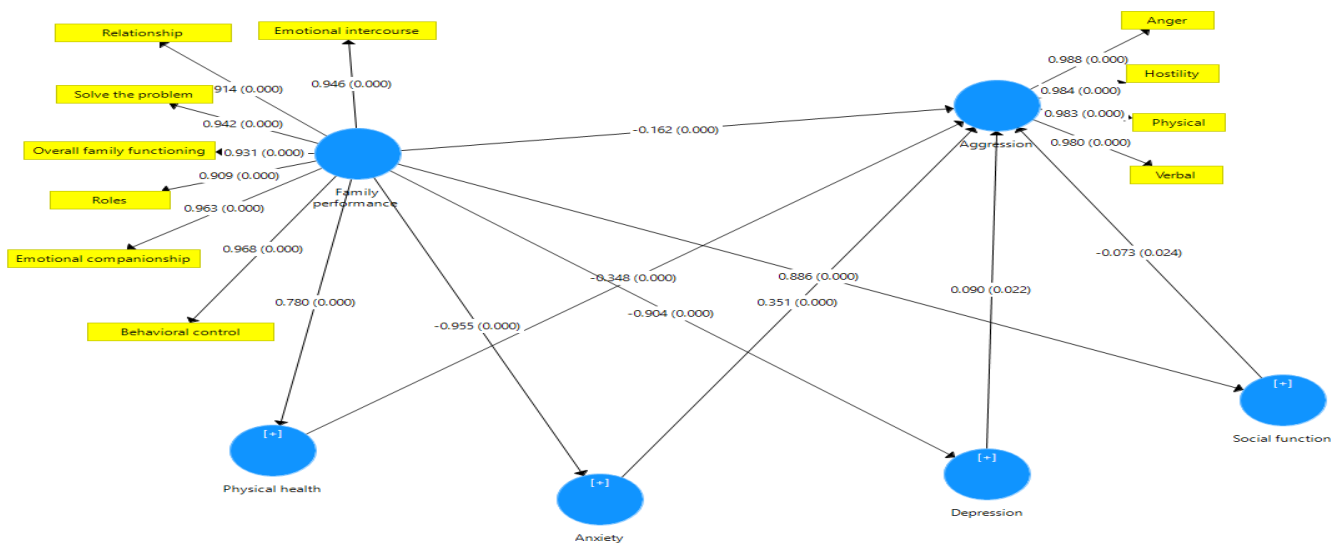 Relationship
Emotional intercourse
Anger
Hostility
Physical
Verbal
Solve the problem
Overall family functioning
Roles
Emotional companionship
Behavioral control
914 (0.000)
0.946 (0.000)
0.942 (0.000)
0.931 (0.000)
0.909 (0.000)
0.963 (0.000)
0.968 (0.000)
Family
performance
0.988 (0.000)
0.984 (0.000)
0.983 (0.000)
0.980 (0.000)
Aggression
-0.162 (0.000)
0.780 (0.000)
-0.955 (0.000)
-0.348 (0.000)
-0.904 (0.000)
0.886 (0.000)
0.351 (0.000)
0.090 (0.022)
-0.073 (0.024)
[+]
Physical health
[+]
Anxiety
[+]
Depression
[+]
Social function